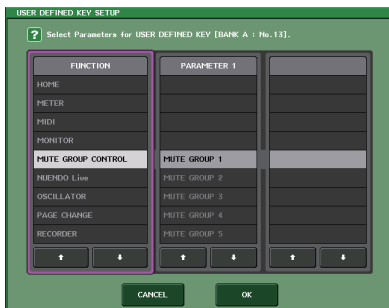 USER DEFINED KEY SETUP
? Select Parameters for USER DEFINED KEY [BANK A : No.13].
FUNCTION
HOME
METER
MIDI
MONITOR
MUTE GROUP CONTROL
NUENDO Live
OSCILLATOR
PAGE CHANGE
RECORDER
PARAMETER 1
MUTE GROUP 1
MUTE GROUP 2
MUTE GROUP 3
MUTE GROUP 4
MUTE GROUP 5
CANCEL
OK